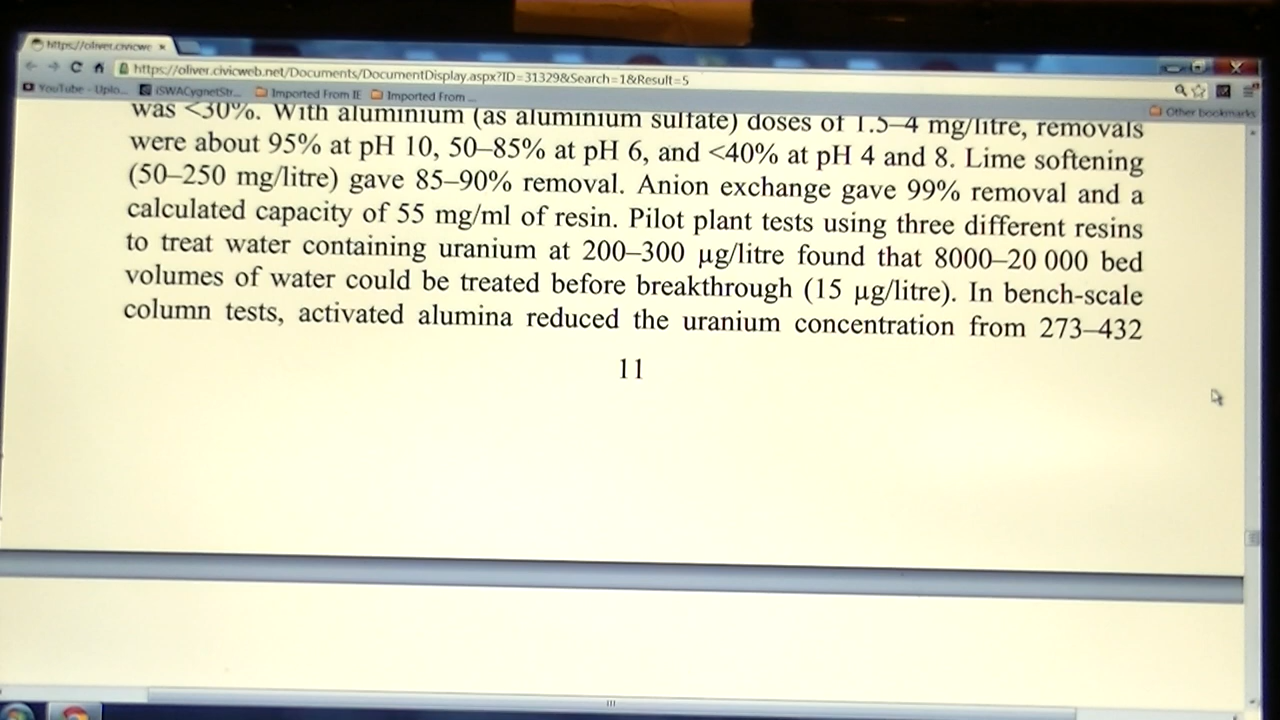 https://oliver.civicwe
https://oliver.civicweb.net/Documents/DocumentDisplay.aspx?ID=31329&Search=1&Result=5
YouTube - Uplo... iSWACygnetStr... Imported From IE Imported From ...
Other bookmarks
was <30%. With aluminium (as aluminium sulfate) doses of 1.5–4 mg/litre, removals
were about 95% at pH 10, 50–85% at pH 6, and <40% at pH 4 and 8. Lime softening
(50–250 mg/litre) gave 85–90% removal. Anion exchange gave 99% removal and a
calculated capacity of 55 mg/ml of resin. Pilot plant tests using three different resins
to treat water containing uranium at 200–300 µg/litre found that 8000–20 000 bed
volumes of water could be treated before breakthrough (15 µg/litre). In bench-scale
column tests, activated alumina reduced the uranium concentration from 273–432
11